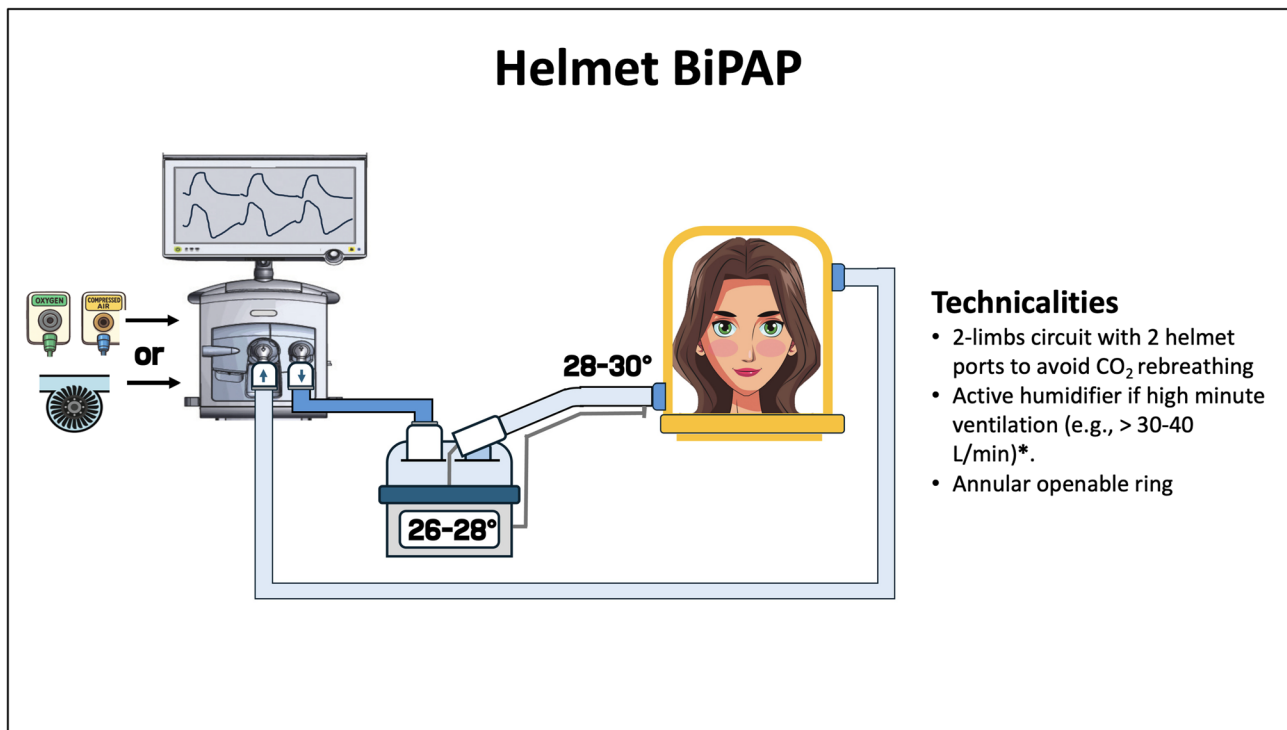 Helmet BiPAP
OXYGEN
COMPRESSED
AIR
or
28-30°
26-28°
Technicalities
• 2-limbs circuit with 2 helmet
ports to avoid CO₂ rebreathing
• Active humidifier if high minute
ventilation (e.g., > 30-40
L/min)*.
• Annular openable ring